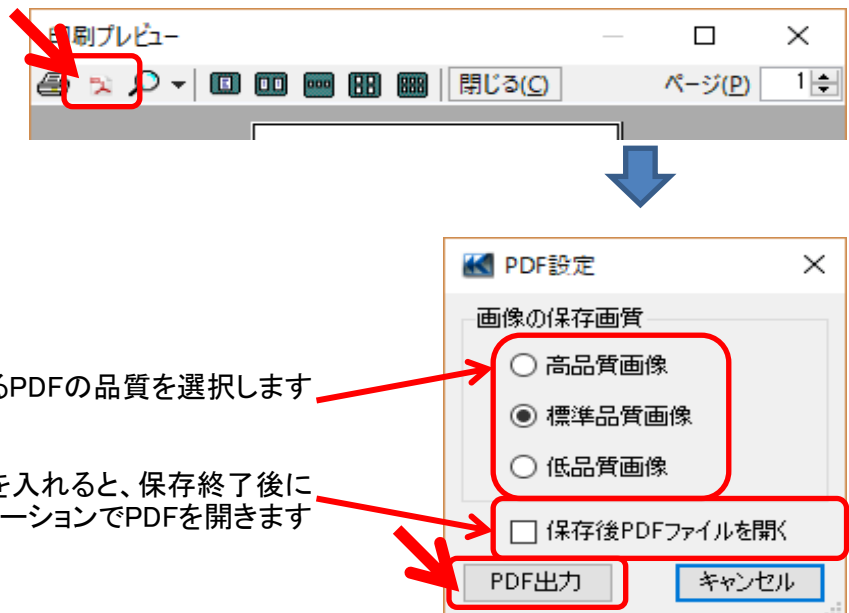 印刷プレビュー
閉じる(C) ページ(P) 1
PDF設定
画像の保存画質
高品質画像
るPDFの品質を選択します
標準品質画像
低品質画像
を入れると、保存終了後に
ーションでPDFを開きます
保存後PDFファイルを開く
PDF出力 キャンセル